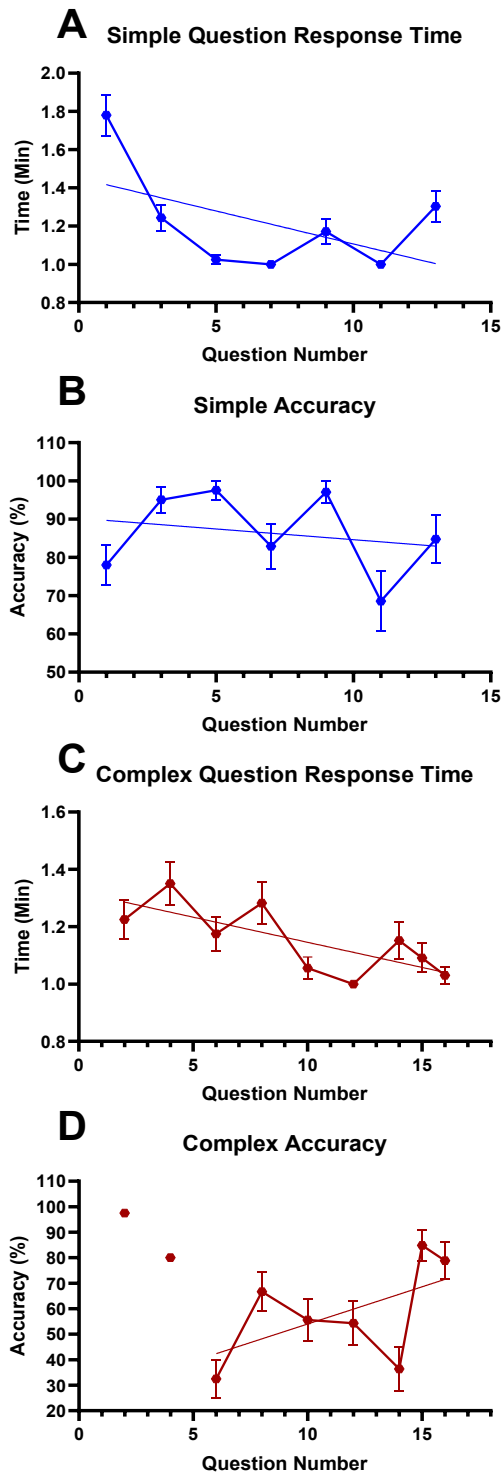 A
Simple Question Response Time
2.0
1.8
1.6
1.4
1.2
1.0
0.8
Time (Min)
0 5 10 15
Question Number
B
Simple Accuracy
110
100
90
80
70
60
50
Accuracy (%)
0 5 10 15
Question Number
C
Complex Question Response Time
1.6
1.4
1.2
1.0
0.8
Time (Min)
0 5 10 15
Question Number
D
Complex Accuracy
110
100
90
80
70
60
50
40
30
20
Accuracy (%)
0 5 10 15
Question Number